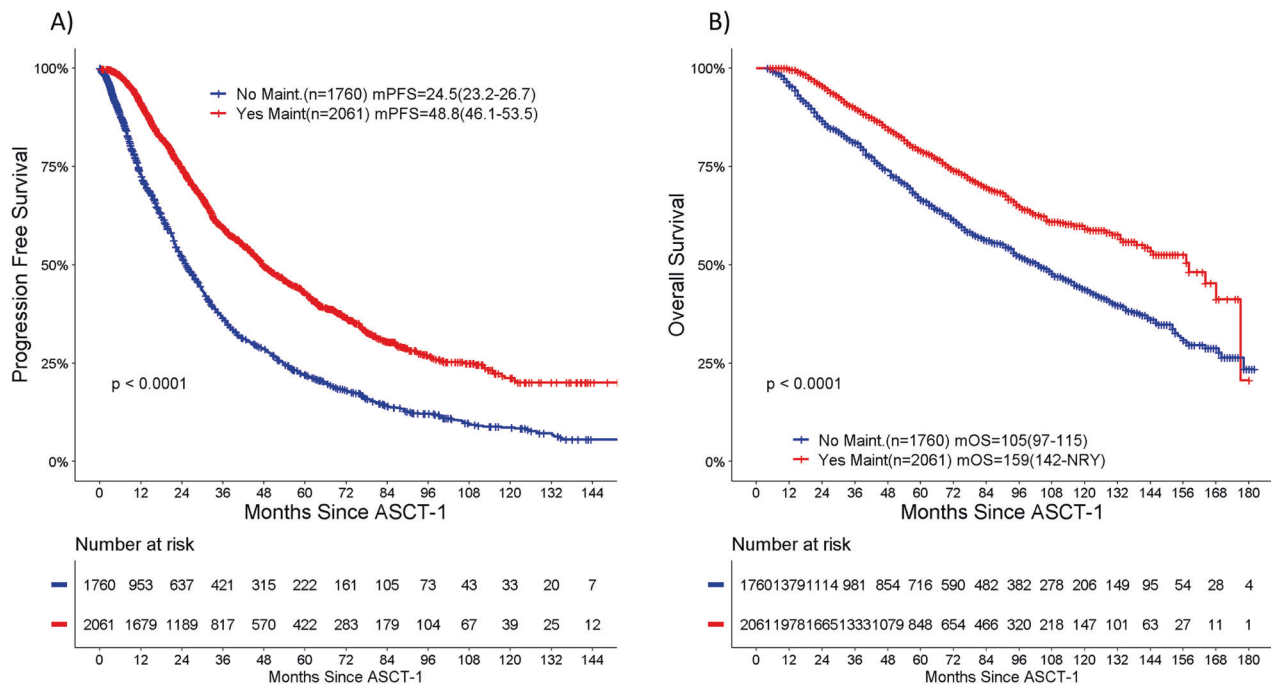 A)
100%
75%
50%
25%
0%
Progression Free Survival
No Maint.(n=1760) mPFS=24.5(23.2-26.7)
Yes Maint(n=2061) mPFS=48.8(46.1-53.5)
p < 0.0001
0 12 24 36 48 60 72 84 96 108 120 132 144
Months Since ASCT-1
Number at risk
1760 953 637 421 315 222 161 105 73 43 33 20 7
2061 1679 1189 817 570 422 283 179 104 67 39 25 12
0 12 24 36 48 60 72 84 96 108 120 132 144
Months Since ASCT-1
B)
100%
75%
50%
25%
0%
Overall Survival
p < 0.0001
No Maint.(n=1760) mOS=105(97-115)
Yes Maint(n=2061) mOS=159(142-NRY)
0 12 24 36 48 60 72 84 96 108 120 132 144 156 168 180
Months Since ASCT-1
Number at risk
1760 1379 1114 981 854 716 590 482 382 278 206 149 95 54 28 4
2061 1978 1665 1333 1079 848 654 466 320 218 147 101 63 27 11 1
0 12 24 36 48 60 72 84 96 108 120 132 144 156 168 180
Months Since ASCT-1